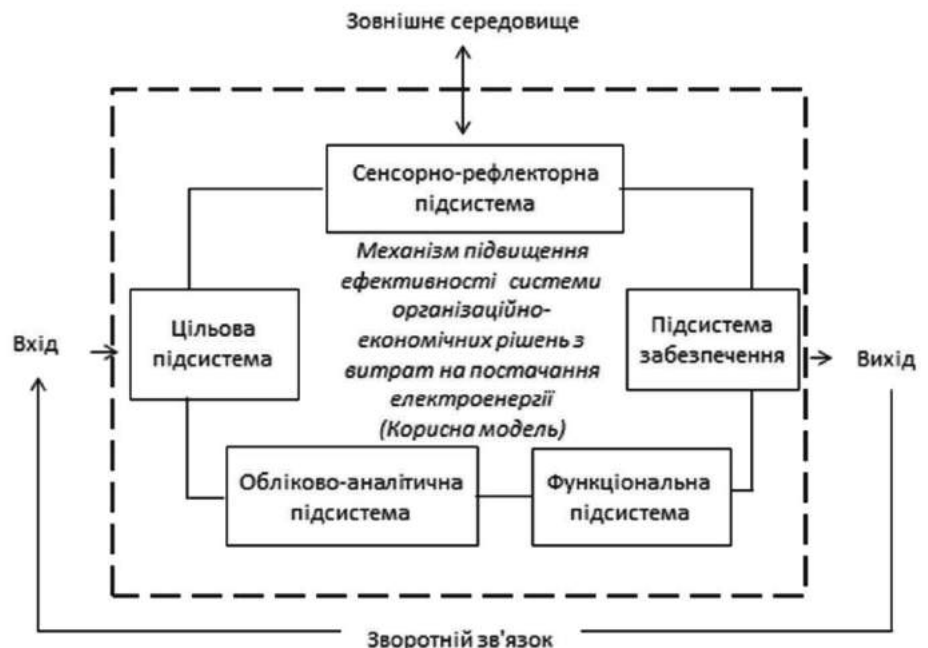 Зовнішнє середовище
Сенсорно-рефлекторна
підсистема
Механізм підвищення
ефективності системи
організаційно-
економічних рішень з
витрат на постачання
електроенергії
(Корисна модель)
Вхід
Цільова
підсистема
Підсистема
забезпечення
Вихід
Обліково-аналітична
підсистема
Функціональна
підсистема
Зворотній зв'язок